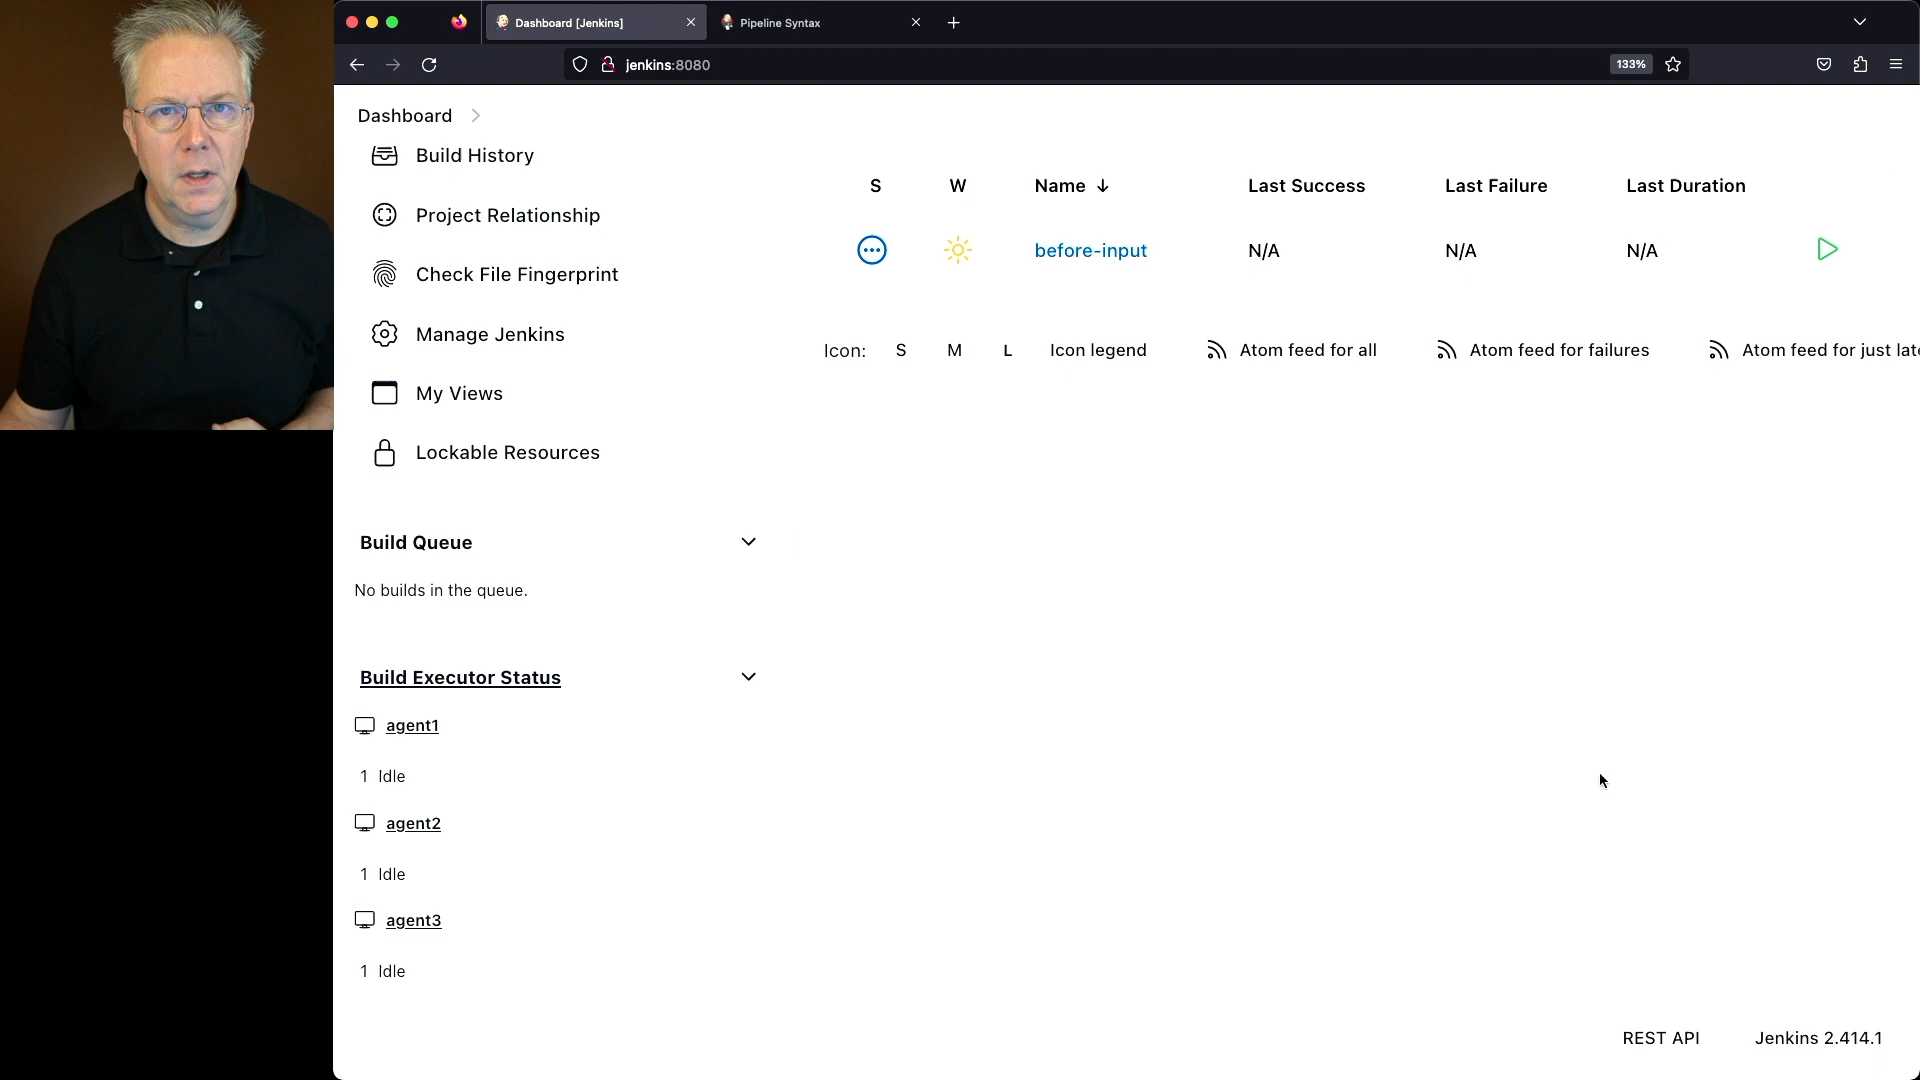 Dashboard [Jenkins]
Pipeline Syntax
jenkins:8080
133%
Dashboard
Build History
Project Relationship
Check File Fingerprint
Manage Jenkins
My Views
Lockable Resources
Build Queue
No builds in the queue.
Build Executor Status
agent1
1 Idle
agent2
1 Idle
agent3
1 Idle
S W Name ↓ Last Success Last Failure Last Duration
before-input N/A N/A N/A
Icon: S M L Icon legend Atom feed for all Atom feed for failures Atom feed for just late
REST API Jenkins 2.414.1